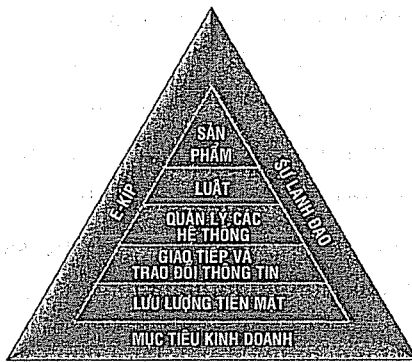 SẢN
PHẨM
LUẬT
QUẢN LÝ CÁC
HỆ THỐNG
GIAO TIẾP VÀ
TRAO ĐỔI THÔNG TIN
LƯU LƯỢNG TIỀN MẶT
MỤC TIÊU KINH DOANH
Ê-KÍP
SỰ LÃNH ĐẠO